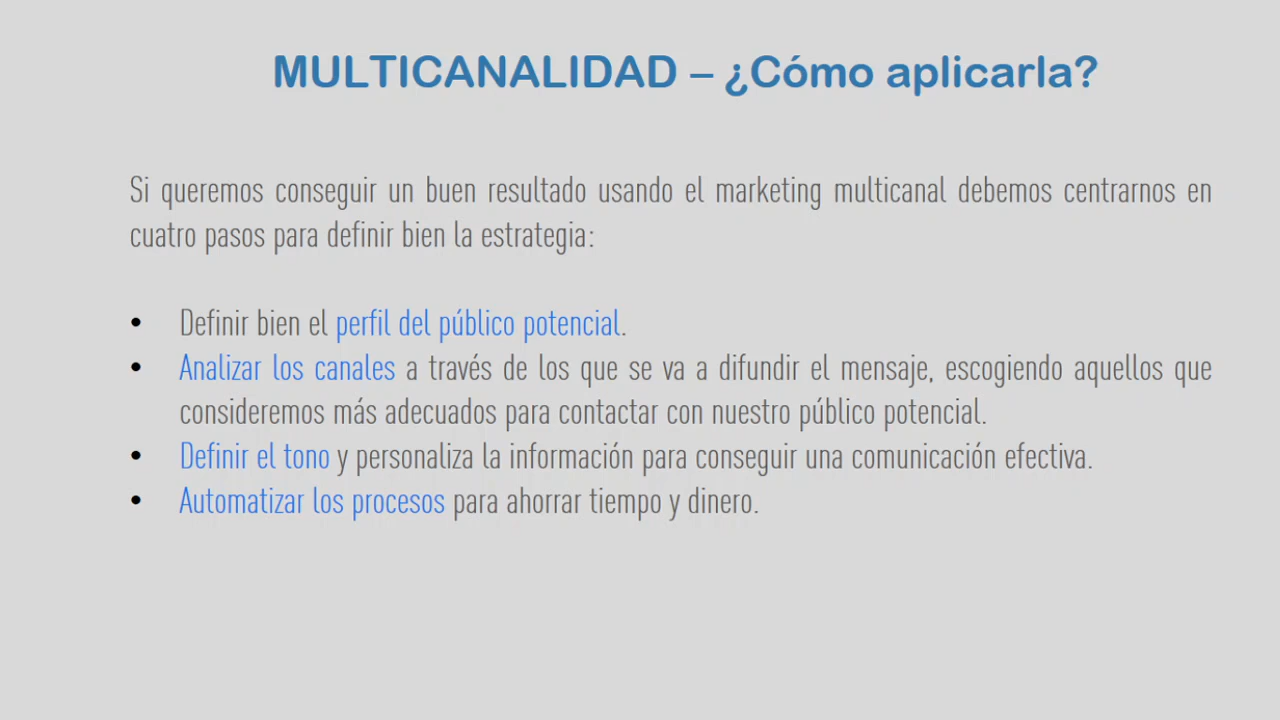 MULTICANALIDAD – ¿Cómo aplicarla?
Si queremos conseguir un buen resultado usando el marketing multicanal debemos centrarnos en
cuatro pasos para definir bien la estrategia:
• Definir bien el perfil del público potencial.
• Analizar los canales a través de los que se va a difundir el mensaje, escogiendo aquellos que
consideremos más adecuados para contactar con nuestro público potencial.
• Definir el tono y personaliza la información para conseguir una comunicación efectiva.
• Automatizar los procesos para ahorrar tiempo y dinero.